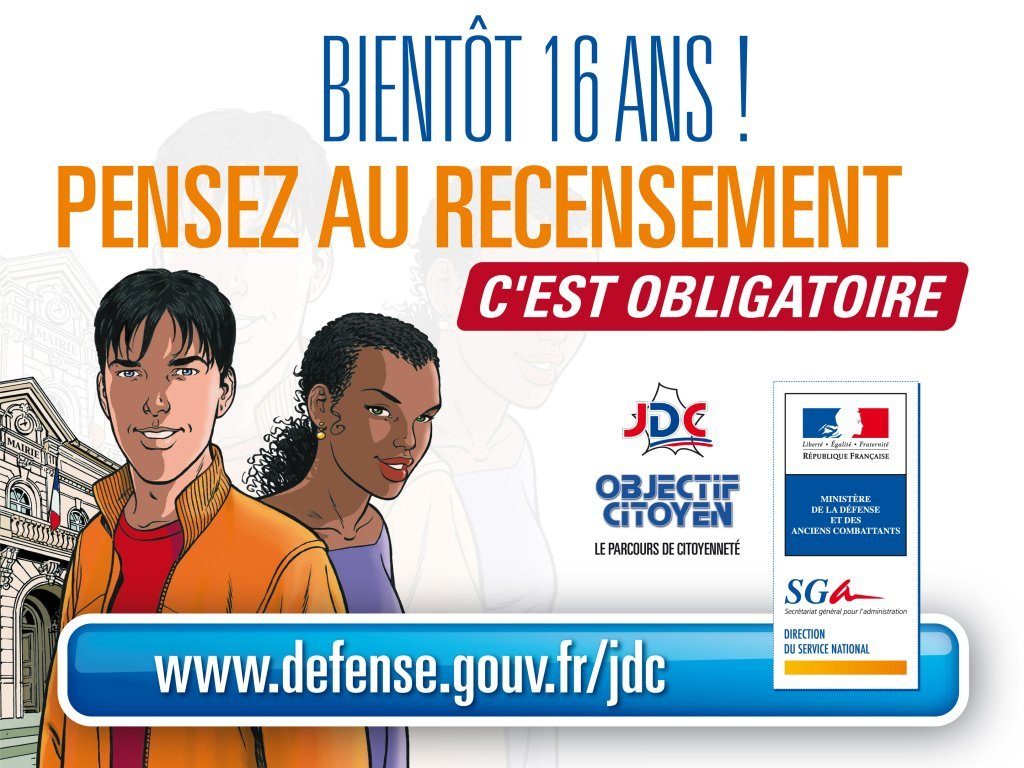 BIENTÔT 16 ANS !
PENSEZ AU RECENSEMENT
C'EST OBLIGATOIRE
MAIRIE
JDC
OBJECTIF
CITOYEN
LE PARCOURS DE CITOYENNETÉ
Liberté • Égalité • Fraternité
RÉPUBLIQUE FRANÇAISE
MINISTÈRE
DE LA DÉFENSE
ET DES
ANCIENS COMBATTANTS
SGA
Secrétariat général pour l'administration
DIRECTION
DU SERVICE NATIONAL
www.defense.gouv.fr/jdc